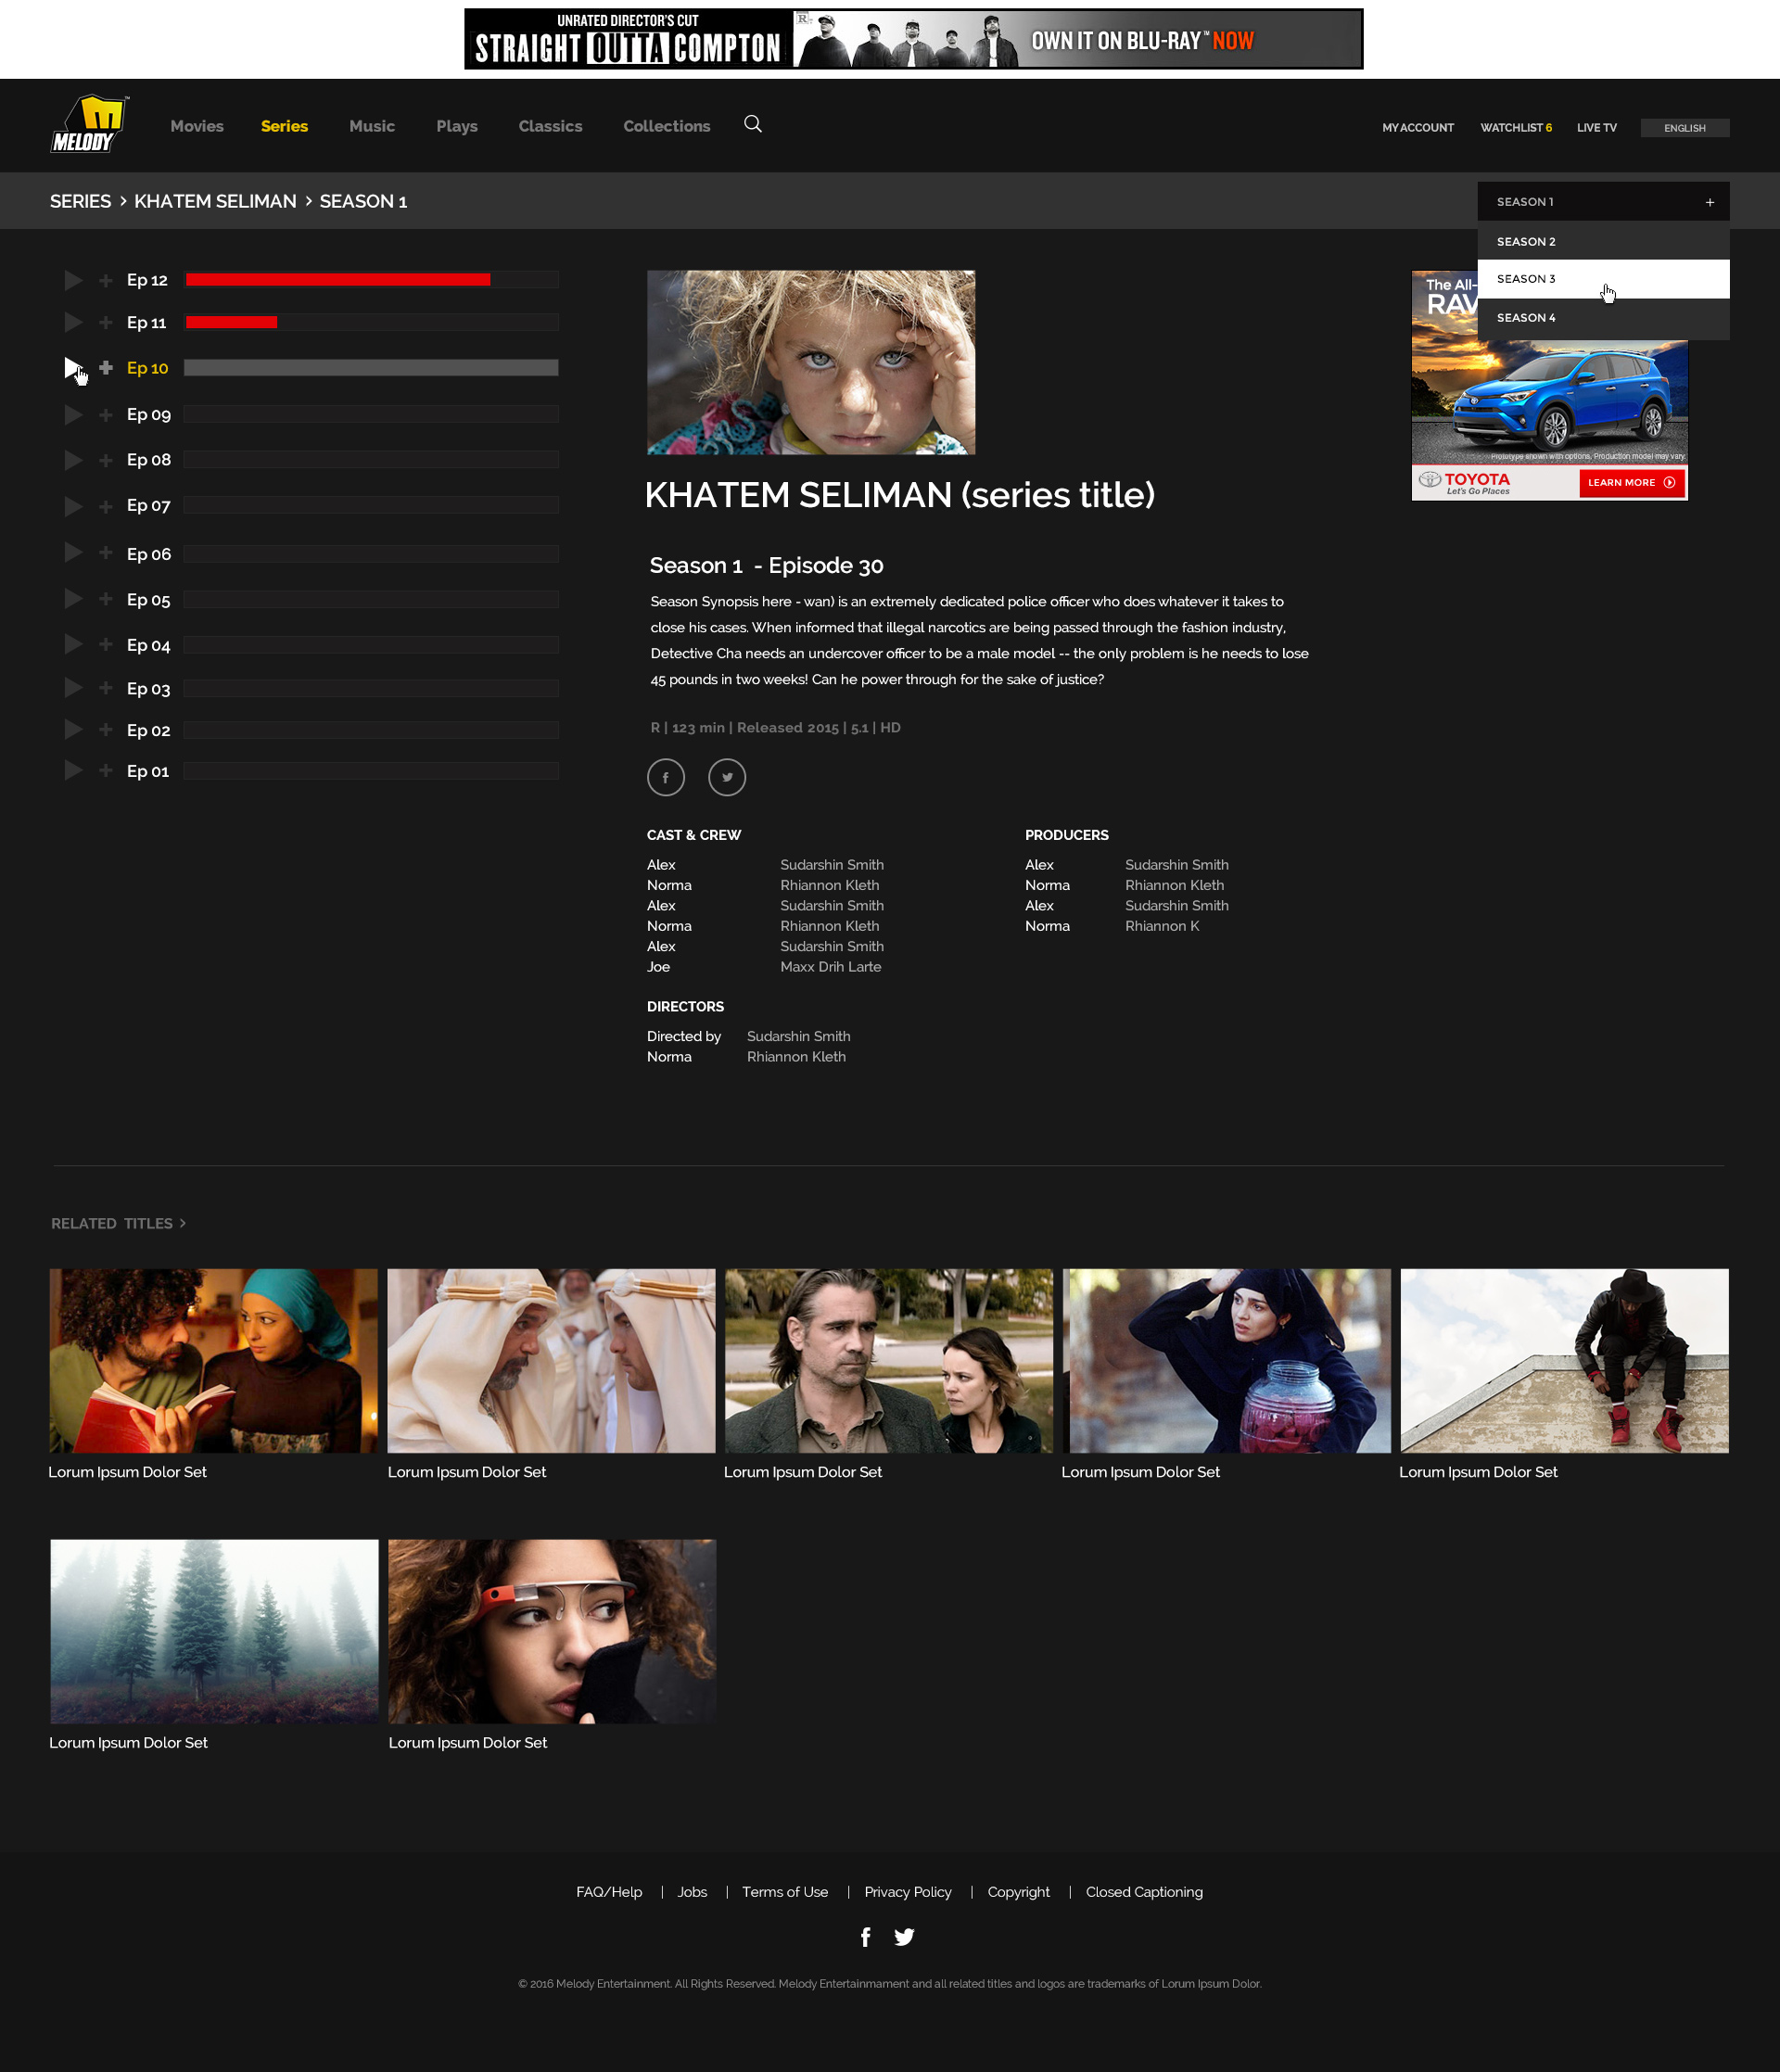 UNRATED DIRECTOR'S CUT
STRAIGHT OUTTA COMPTON
R
OWN IT ON BLU-RAY™ NOW
MELODY™
Movies Series Music Plays Classics Collections
MY ACCOUNT WATCHLIST 6 LIVE TV ENGLISH
SERIES > KHATEM SELIMAN > SEASON 1
SEASON 1 +
SEASON 2
SEASON 3
SEASON 4
Ep 12
Ep 11
Ep 10
Ep 09
Ep 08
Ep 07
Ep 06
Ep 05
Ep 04
Ep 03
Ep 02
Ep 01
KHATEM SELIMAN (series title)
Season 1 - Episode 30
Season Synopsis here - wan) is an extremely dedicated police officer who does whatever it takes to
close his cases. When informed that illegal narcotics are being passed through the fashion industry,
Detective Cha needs an undercover officer to be a male model -- the only problem is he needs to lose
45 pounds in two weeks! Can he power through for the sake of justice?
R | 123 min | Released 2015 | 5.1 | HD
CAST & CREW
Alex Sudarshin Smith
Norma Rhiannon Kleth
Alex Sudarshin Smith
Norma Rhiannon Kleth
Alex Sudarshin Smith
Joe Maxx Drih Larte
PRODUCERS
Alex Sudarshin Smith
Norma Rhiannon Kleth
Alex Sudarshin Smith
Norma Rhiannon K
DIRECTORS
Directed by Sudarshin Smith
Norma Rhiannon Kleth
The All-
RAV
Prototype shown with options. Production model may vary.
TOYOTA
Let's Go Places
LEARN MORE
RELATED TITLES >
Lorum Ipsum Dolor Set
Lorum Ipsum Dolor Set
Lorum Ipsum Dolor Set
Lorum Ipsum Dolor Set
Lorum Ipsum Dolor Set
Lorum Ipsum Dolor Set
Lorum Ipsum Dolor Set
FAQ/Help | Jobs | Terms of Use | Privacy Policy | Copyright | Closed Captioning
© 2016 Melody Entertainment. All Rights Reserved. Melody Entertainmament and all related titles and logos are trademarks of Lorum Ipsum Dolor.